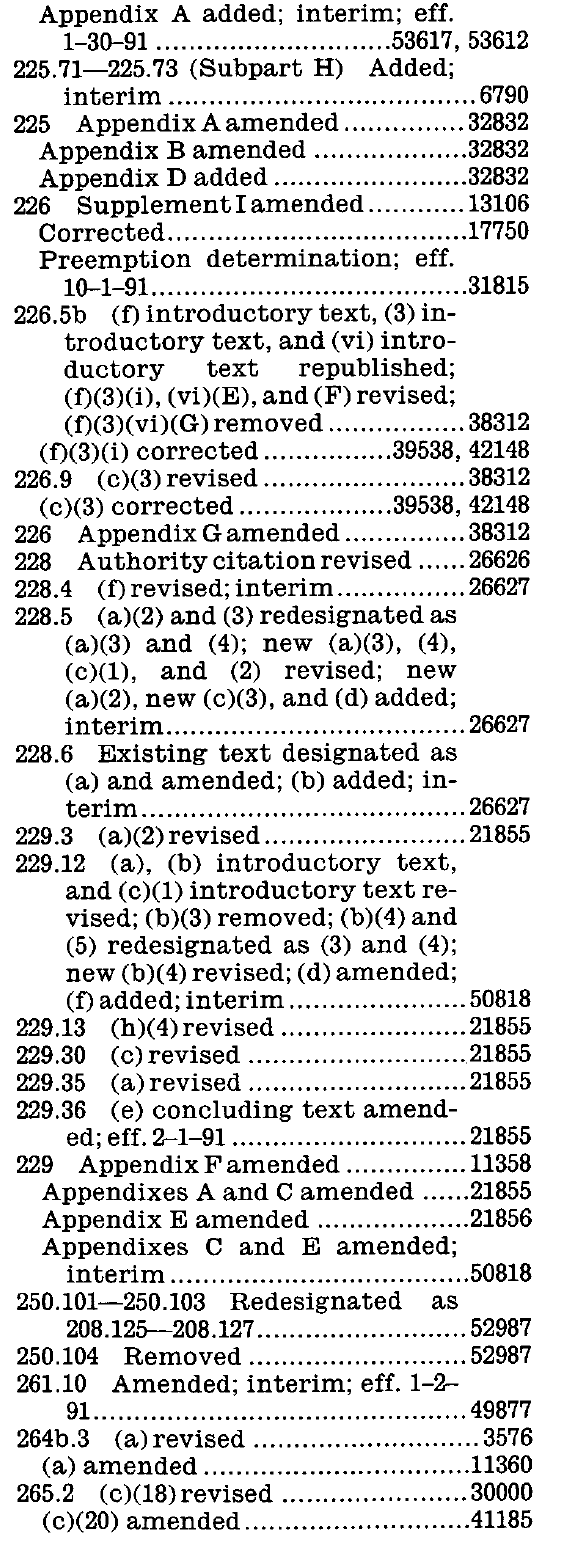 Appendix A added; interim; eff.
1–30–91 ..............................53617, 53612
225.71—225.73 (Subpart H) Added;
interim .......................................6790
225 Appendix A amended...............32832
Appendix B amended ...................32832
Appendix D added ........................32832
226 Supplement I amended............13106
Corrected......................................17750
Preemption determination; eff.
10–1–91........................................31815
226.5b (f) introductory text, (3) in-
troductory text, and (vi) intro-
ductory text republished;
(f)(3)(i), (vi)(E), and (F) revised;
(f)(3)(vi)(G) removed .................38312
(f)(3)(i) corrected ................39538, 42148
226.9 (c)(3) revised ..........................38312
(c)(3) corrected ...................39538, 42148
226 Appendix G amended ...............38312
228 Authority citation revised ......26626
228.4 (f) revised; interim................26627
228.5 (a)(2) and (3) redesignated as
(a)(3) and (4); new (a)(3), (4),
(c)(1), and (2) revised; new
(a)(2), new (c)(3), and (d) added;
interim......................................26627
228.6 Existing text designated as
(a) and amended; (b) added; in-
terim.........................................26627
229.3 (a)(2) revised.........................21855
229.12 (a), (b) introductory text,
and (c)(1) introductory text re-
vised; (b)(3) removed; (b)(4) and
(5) redesignated as (3) and (4);
new (b)(4) revised; (d) amended;
(f) added; interim .......................50818
229.13 (h)(4) revised .......................21855
229.30 (c) revised ...........................21855
229.35 (a) revised ...........................21855
229.36 (e) concluding text amend-
ed; eff. 2–1–91 .............................21855
229 Appendix F amended ...............11358
Appendixes A and C amended ......21855
Appendix E amended ...................21856
Appendixes C and E amended;
interim ......................................50818
250.101—250.103 Redesignated as
208.125—208.127...........................52987
250.104 Removed ...........................52987
261.10 Amended; interim; eff. 1–2–
91...............................................49877
264b.3 (a) revised ............................3576
(a) amended .................................11360
265.2 (c)(18) revised .......................30000
(c)(20) amended............................41185